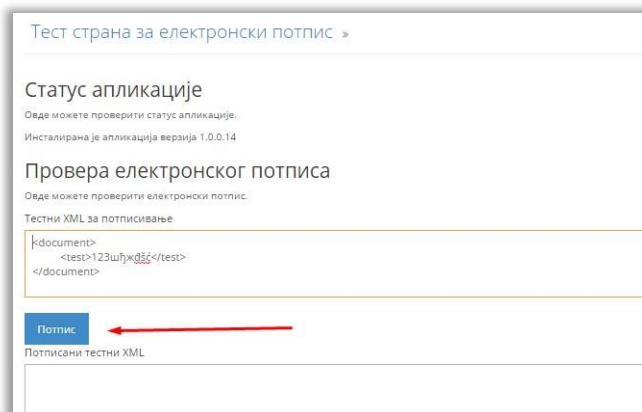 Тест страна за електронски потпис »
Статус апликације
Овде можете проверити статус апликације.
Инсталирана је апликација верзија 1.0.0.14
Провера електронског потписа
Овде можете проверити електронски потпис.
Тестни XML за потписивање
<document>
<test>123шђжđšć</test>
</document>
Потпис
Потписани тестни XML